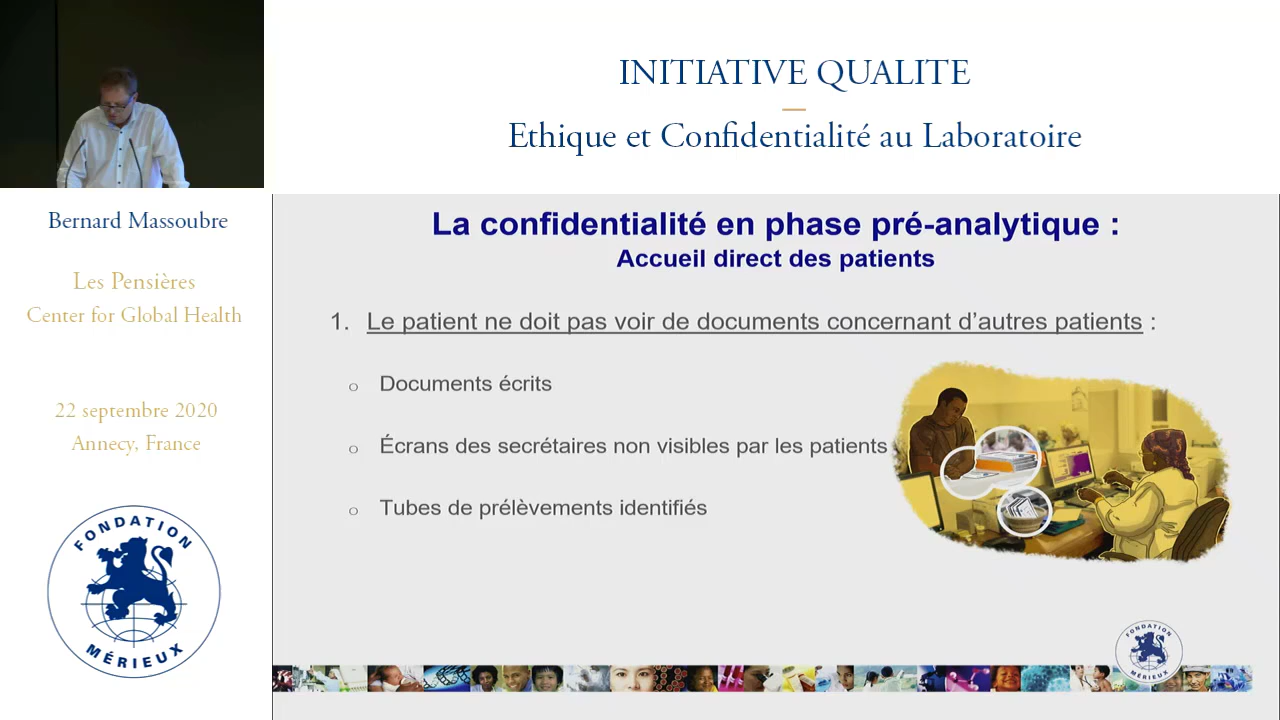 INITIATIVE QUALITE
Ethique et Confidentialité au Laboratoire
Bernard Massoubre
Les Pensières
Center for Global Health
22 septembre 2020
Annecy, France
FONDATION
MÉRIEUX
La confidentialité en phase pré-analytique :
Accueil direct des patients
1. Le patient ne doit pas voir de documents concernant d'autres patients :
o Documents écrits
o Écrans des secrétaires non visibles par les patients
o Tubes de prélèvements identifiés
FONDATION
MÉRIEUX